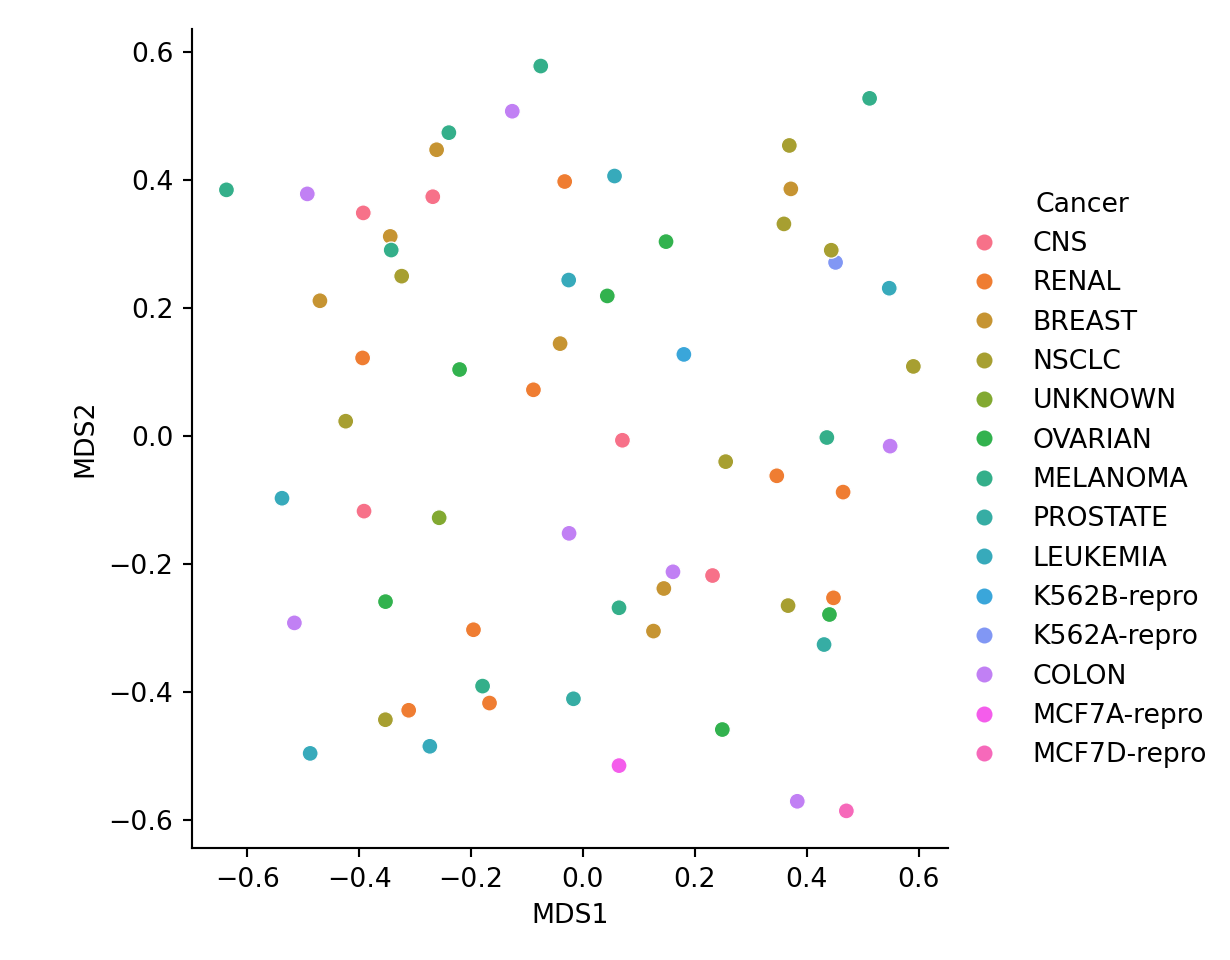 0.6
0.4
0.2
0.0
−0.2
−0.4
−0.6
MDS2
−0.6
−0.4
−0.2
0.0
0.2
0.4
0.6
MDS1
Cancer
CNS
RENAL
BREAST
NSCLC
UNKNOWN
OVARIAN
MELANOMA
PROSTATE
LEUKEMIA
K562B-repro
K562A-repro
COLON
MCF7A-repro
MCF7D-repro